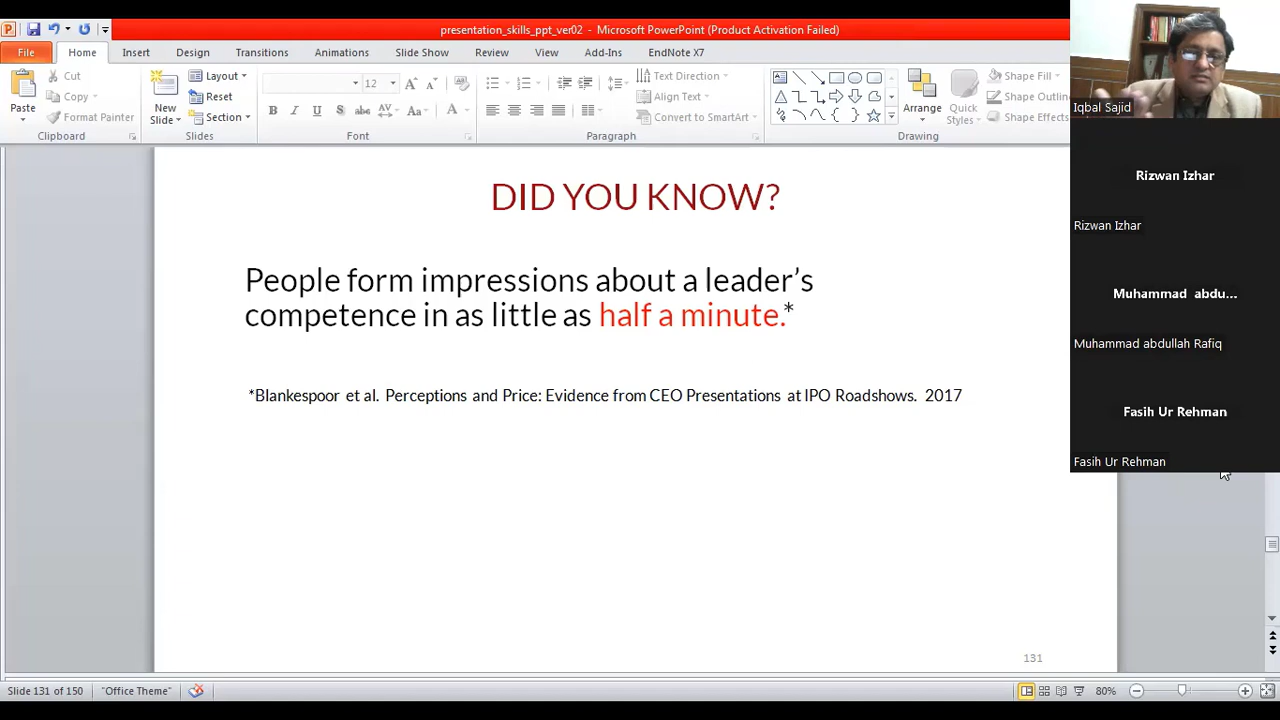 presentation_skills_ppt_ver02 - Microsoft PowerPoint (Product Activation Failed)
File Home Insert Design Transitions Animations Slide Show Review View Add-Ins EndNote X7
Paste
Cut
Copy
Format Painter
Clipboard
New Slide
Layout
Reset
Section
Slides
12
B I U S abc AV Aa A
Font
Text Direction
Align Text
Convert to SmartArt
Paragraph
Arrange
Quick Styles
Shape Fill
Shape Outlin
Shape Effects
Drawing
DID YOU KNOW?
People form impressions about a leader’s
competence in as little as half a minute.*
*Blankespoor et al. Perceptions and Price: Evidence from CEO Presentations at IPO Roadshows. 2017
131
Iqbal Sajid
Rizwan Izhar
Rizwan Izhar
Muhammad abdu...
Muhammad abdullah Rafiq
Fasih Ur Rehman
Fasih Ur Rehman
Slide 131 of 150 "Office Theme" 80%